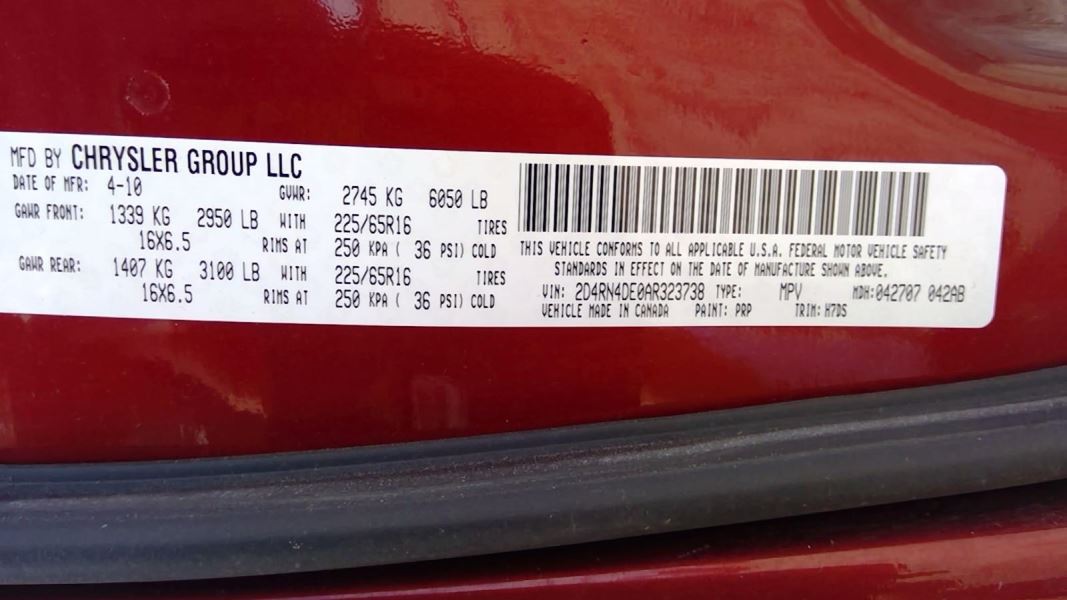 MFD BY CHRYSLER GROUP LLC
DATE OF MFR: 4-10 GVWR: 2745 KG 6050 LB
GAWR FRONT: 1339 KG 2950 LB WITH 225/65R16 TIRES
16X6.5 RIMS AT 250 KPA ( 36 PSI) COLD
GAWR REAR: 1407 KG 3100 LB WITH 225/65R16 TIRES
16X6.5 RIMS AT 250 KPA ( 36 PSI) COLD
THIS VEHICLE CONFORMS TO ALL APPLICABLE U.S.A. FEDERAL MOTOR VEHICLE SAFETY
STANDARDS IN EFFECT ON THE DATE OF MANUFACTURE SHOWN ABOVE.
VIN: 2D4RN4DE0AR323738 TYPE: MPV MDH: 042707 042AB
VEHICLE MADE IN CANADA PAINT: PRP TRIM: H7DS